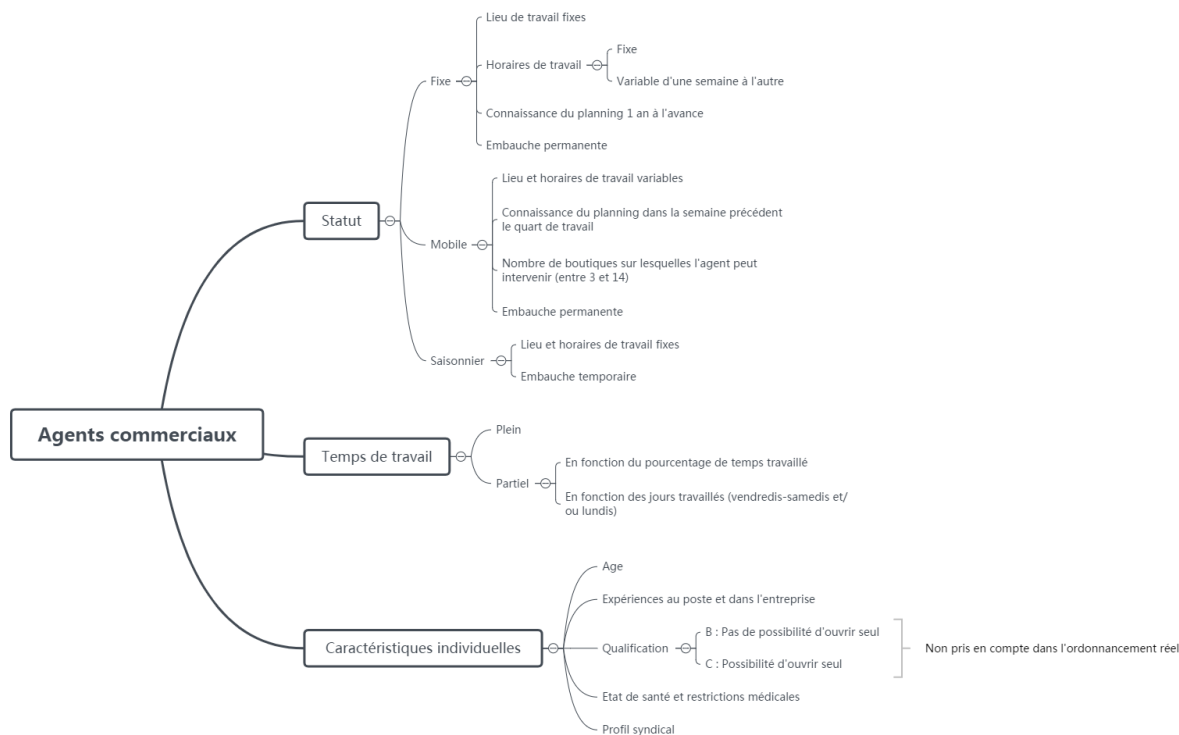 Agents commerciaux
Statut
Fixe
Lieu de travail fixes
Horaires de travail
Fixe
Variable d'une semaine à l'autre
Connaissance du planning 1 an à l'avance
Embauche permanente
Mobile
Lieu et horaires de travail variables
Connaissance du planning dans la semaine précédent
le quart de travail
Nombre de boutiques sur lesquelles l'agent peut
intervenir (entre 3 et 14)
Embauche permanente
Saisonnier
Lieu et horaires de travail fixes
Embauche temporaire
Temps de travail
Plein
Partiel
En fonction du pourcentage de temps travaillé
En fonction des jours travaillés (vendredis-samedis et/
ou lundis)
Caractéristiques individuelles
Age
Expériences au poste et dans l'entreprise
Qualification
B : Pas de possibilité d'ouvrir seul
C : Possibilité d'ouvrir seul
Non pris en compte dans l'ordonnancement réel
Etat de santé et restrictions médicales
Profil syndical